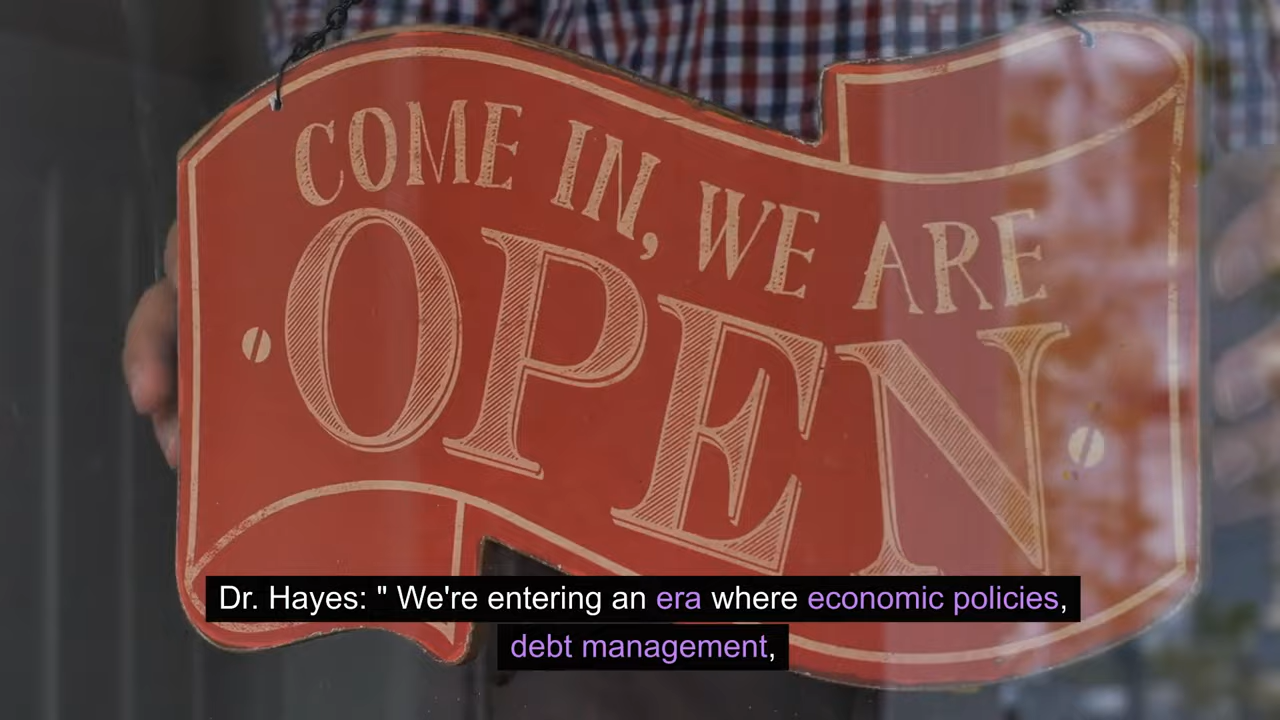 COME IN, WE ARE
OPEN
Dr. Hayes: " We're entering an era where economic policies,
debt management,